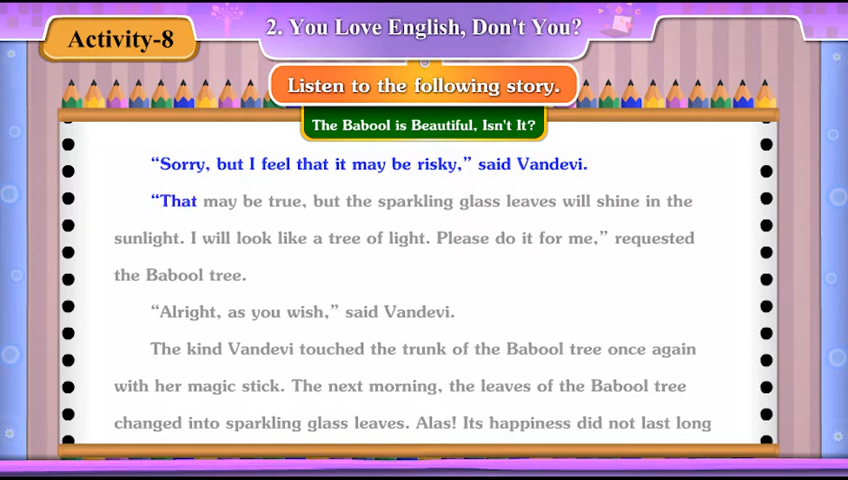 2. You Love English, Don't You?
Activity-8
Listen to the following story.
The Babool is Beautiful, Isn't It?
“Sorry, but I feel that it may be risky,” said Vandevi.
“That may be true, but the sparkling glass leaves will shine in the
sunlight. I will look like a tree of light. Please do it for me,” requested
the Babool tree.
“Alright, as you wish,” said Vandevi.
The kind Vandevi touched the trunk of the Babool tree once again
with her magic stick. The next morning, the leaves of the Babool tree
changed into sparkling glass leaves. Alas! Its happiness did not last long